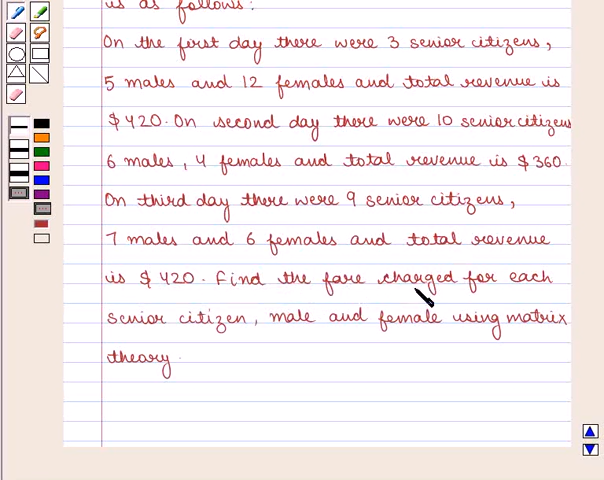 is as follows:
On the first day there were 3 senior citizens,
5 males and 12 females and total revenue is
$420. On second day there were 10 senior citizens
6 males, 4 females and total revenue is $360.
On third day there were 9 senior citizens,
7 males and 6 females and total revenue
is $420. Find the fare charged for each
senior citizen, male and female using matrix
theory.